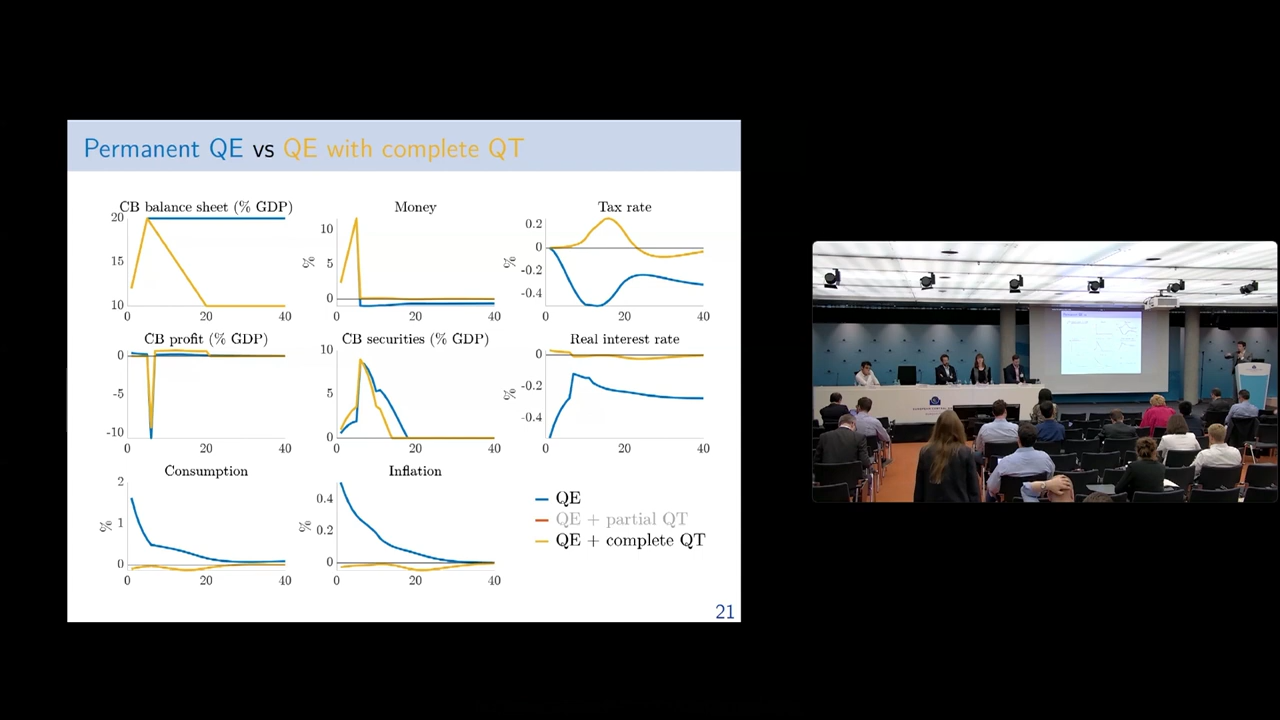 Permanent QE vs QE with complete QT
CB balance sheet (% GDP)
20
15
10
0 20 40
Money
%
10
5
0
0 20 40
Tax rate
%
0.2
0
-0.2
-0.4
0 20 40
CB profit (% GDP)
0
-5
-10
0 20 40
CB securities (% GDP)
10
5
0
0 20 40
Real interest rate
%
0
-0.2
-0.4
0 20 40
Consumption
%
2
1
0
0 20 40
Inflation
%
0.4
0.2
0
0 20 40
QE
QE + partial QT
QE + complete QT
21